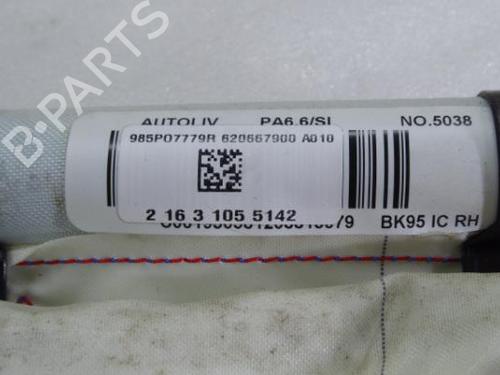 B-PARTS
AUTOLIV PA6.6/SI NO.5038
985P07779R 620667900 A010
2 16 3 105 5142
BK95 IC RH